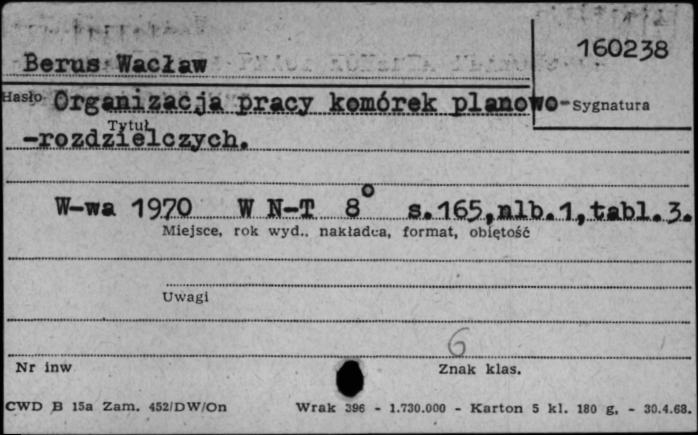 160238
Berus Wacław
Hasło Organizacja pracy komórek planowo- Sygnatura
Tytuł
-rozdzielczych.
W-wa 1970 W N-T 8° s.165,nlb.1,tabl.3.
Miejsce, rok wyd., nakładca, format, objętość
Uwagi
6
Nr inw Znak klas.
CWD B 15a Zam. 452/DW/On Wrak 396 - 1.730.000 - Karton 5 kl. 180 g. - 30.4.68.